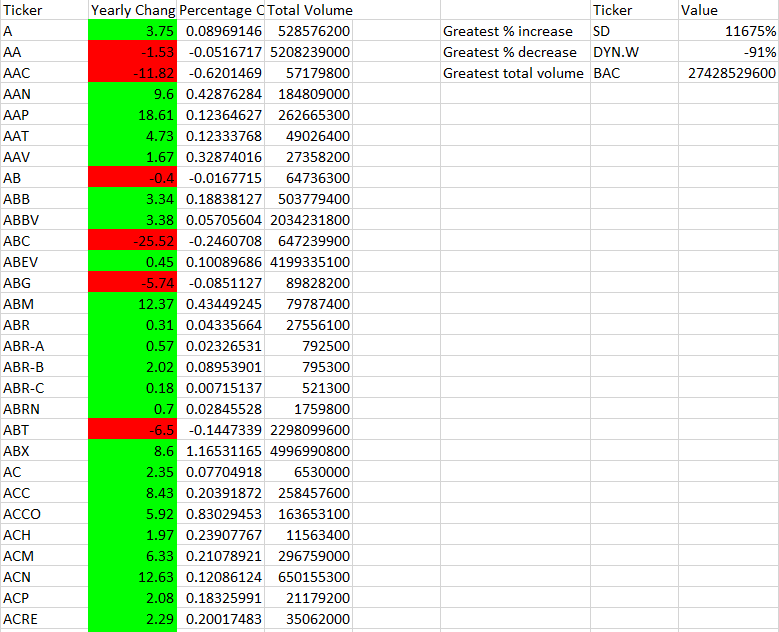 Ticker Yearly Chang Percentage C Total Volume Ticker Value
A 3.75 0.08969146 528576200 Greatest % increase SD 11675%
AA -1.53 -0.0516717 5208239000 Greatest % decrease DYN.W -91%
AAC -11.82 -0.6201469 57179800 Greatest total volume BAC 27428529600
AAN 9.6 0.42876284 184809000
AAP 18.61 0.12364627 262665300
AAT 4.73 0.12333768 49026400
AAV 1.67 0.32874016 27358200
AB -0.4 -0.0167715 64736300
ABB 3.34 0.18838127 503779400
ABBV 3.38 0.05705604 2034231800
ABC -25.52 -0.2460708 647239900
ABEV 0.45 0.10089686 4199335100
ABG -5.74 -0.0851127 89828200
ABM 12.37 0.43449245 79787400
ABR 0.31 0.04335664 27556100
ABR-A 0.57 0.02326531 792500
ABR-B 2.02 0.08953901 795300
ABR-C 0.18 0.00715137 521300
ABRN 0.7 0.02845528 1759800
ABT -6.5 -0.1447339 2298099600
ABX 8.6 1.16531165 4996990800
AC 2.35 0.07704918 6530000
ACC 8.43 0.20391872 258457600
ACCO 5.92 0.83029453 163653100
ACH 1.97 0.23907767 11563400
ACM 6.33 0.21078921 296759000
ACN 12.63 0.12086124 650155300
ACP 2.08 0.18325991 21179200
ACRE 2.29 0.20017483 35062000